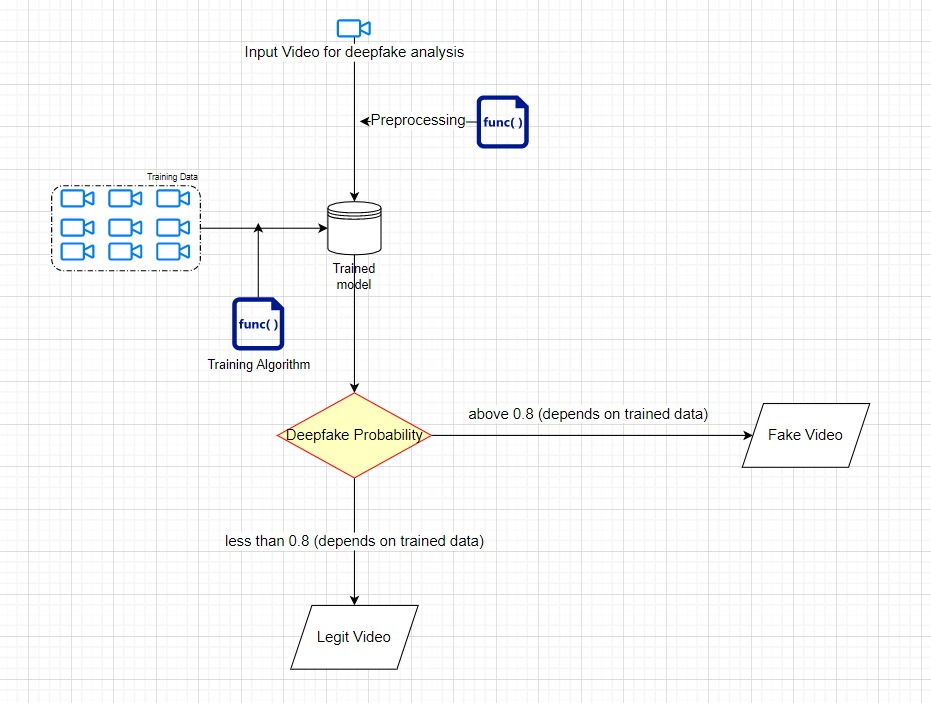 Input Video for deepfake analysis
Preprocessing
func( )
Training Data
Trained
model
func( )
Training Algorithm
above 0.8 (depends on trained data)
Deepfake Probability
Fake Video
less than 0.8 (depends on trained data)
Legit Video